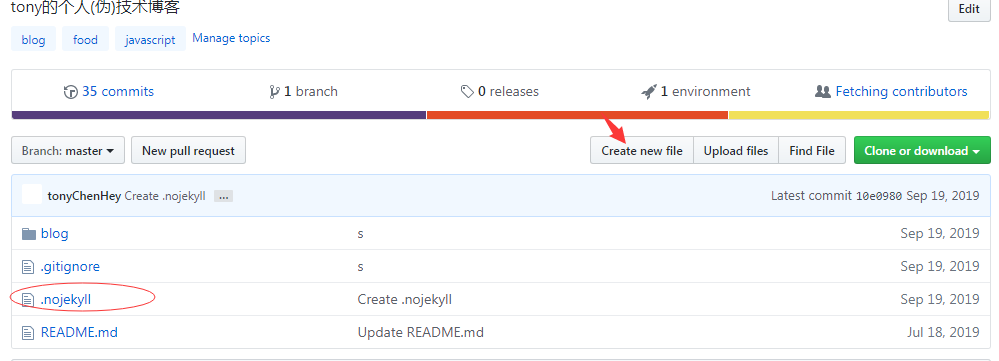 tony的个人(伪)技术博客
Edit
blog food javascript Manage topics
35 commits 1 branch 0 releases 1 environment Fetching contributors
Branch: master New pull request Create new file Upload files Find File Clone or download
tonyChenHey Create .nojekyll ... Latest commit 10e0980 Sep 19, 2019
blog s Sep 19, 2019
.gitignore s Sep 19, 2019
.nojekyll Create .nojekyll Sep 19, 2019
README.md Update README.md Jul 18, 2019